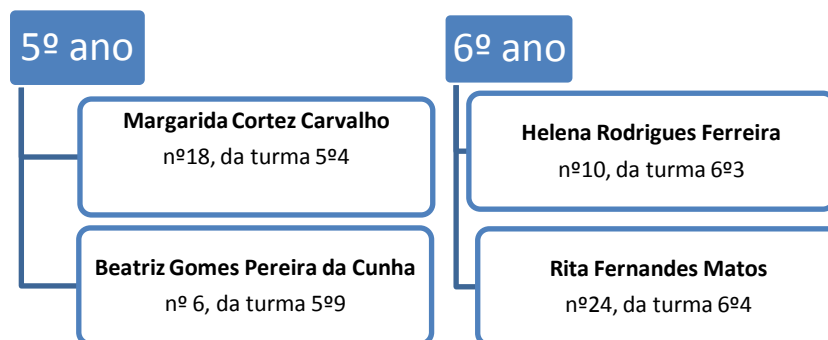 5º ano
Margarida Cortez Carvalho
nº18, da turma 5º4
Beatriz Gomes Pereira da Cunha
nº 6, da turma 5º9
6º ano
Helena Rodrigues Ferreira
nº10, da turma 6º3
Rita Fernandes Matos
nº24, da turma 6º4